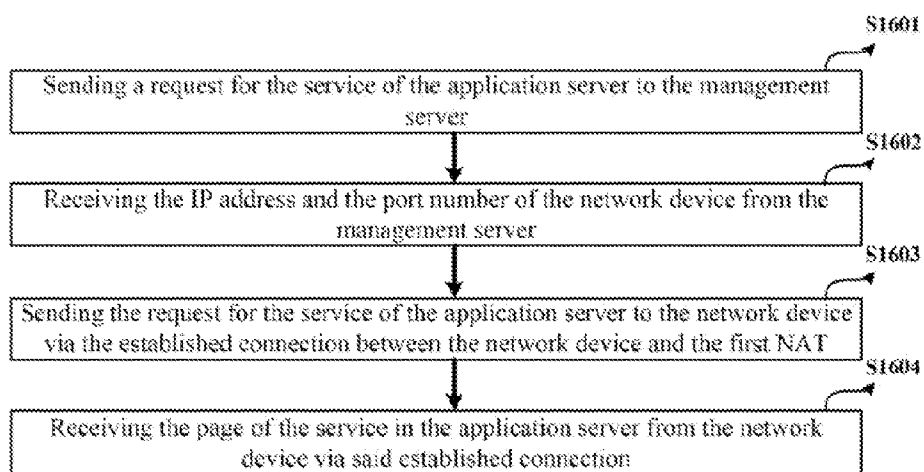 S1601
Sending a request for the service of the application server to the management
server
S1602
Receiving the IP address and the port number of the network device from the
management server
S1603
Sending the request for the service of the application server to the network device
via the established connection between the network device and the first NAT
S1604
Receiving the page of the service in the application server from the network
device via said established connection